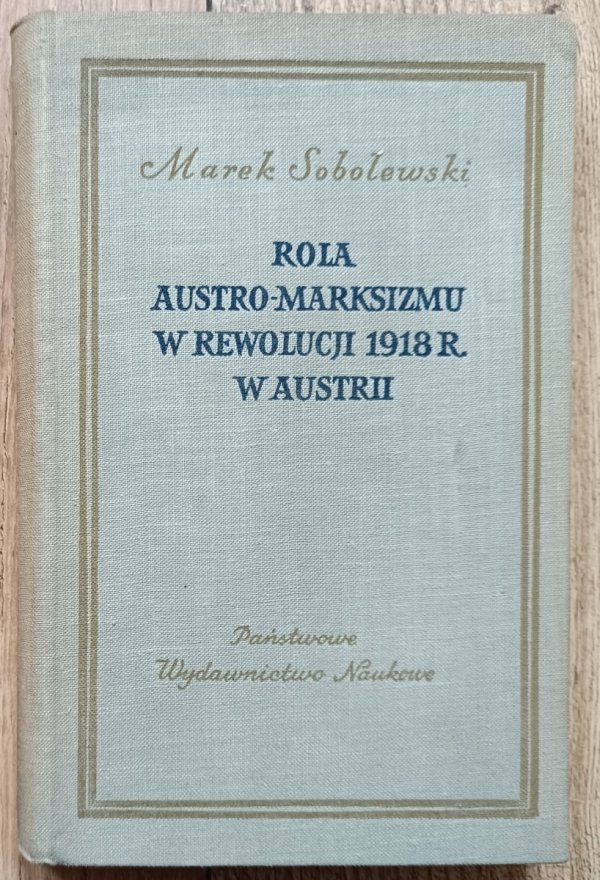 Marek Sobolewski
ROLA
AUSTRO-MARKSIZMU
W REWOLUCJI 1918 R.
W AUSTRII
Państwowe
Wydawnictwo Naukowe